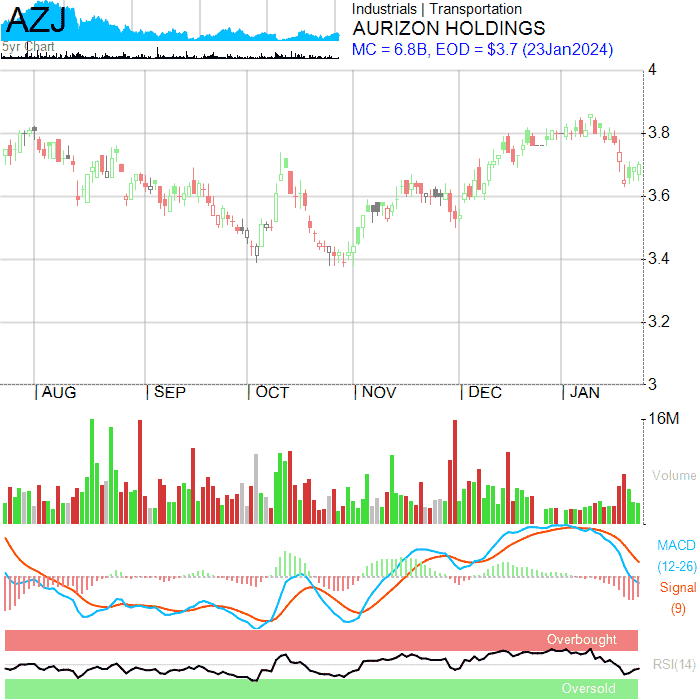 AZJ
5yr Chart
Industrials | Transportation
AURIZON HOLDINGS
MC = 6.8B, EOD = $3.7 (23Jan2024)
4
3.8
3.6
3.4
3.2
3
AUG SEP OCT NOV DEC JAN
16M
Volume
MACD
(12-26)
Signal
(9)
Overbought
RSI(14)
Oversold